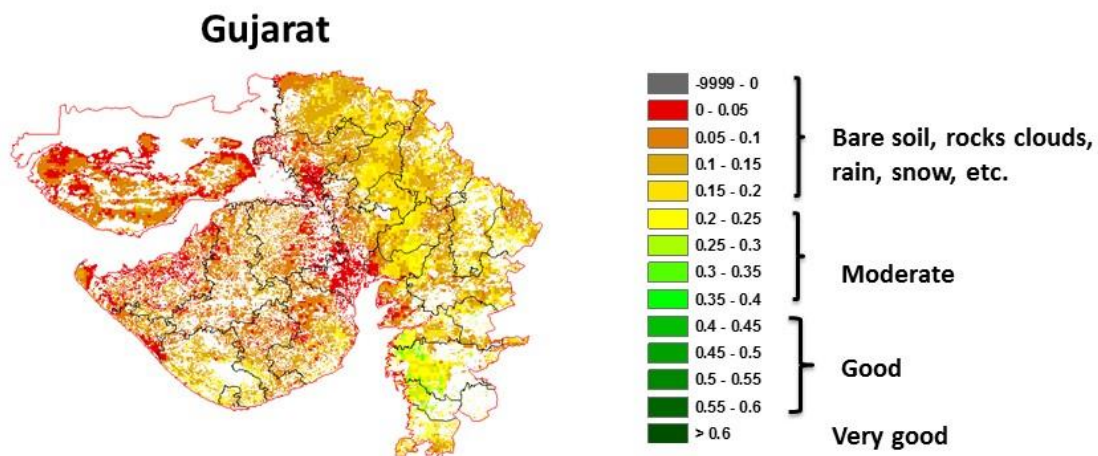 Gujarat
-9999 - 0
0 - 0.05
0.05 - 0.1
0.1 - 0.15
0.15 - 0.2
0.2 - 0.25
0.25 - 0.3
0.3 - 0.35
0.35 - 0.4
0.4 - 0.45
0.45 - 0.5
0.5 - 0.55
0.55 - 0.6
> 0.6
Bare soil, rocks clouds,
rain, snow, etc.
Moderate
Good
Very good